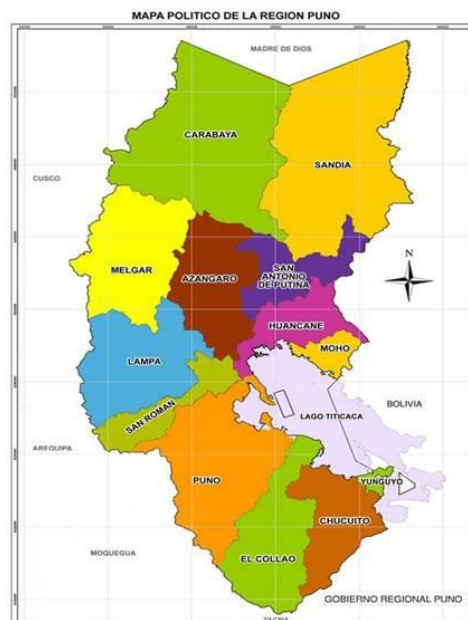 MAPA POLITICO DE LA REGION PUNO
MADRE DE DIOS
CARABAYA
SANDIA
CUSCO
MELGAR
AZANGARO
SAN
ANTONIO
DE PUTINA
N
HUANCANE
MOHO
LAMPA
BOLIVIA
LAGO TITICACA
SAN ROMAN
AREQUIPA
PUNO
YUNGUYO
CHUCUITO
MOQUEGUA
EL COLLAO
GOBIERNO REGIONAL PUNO
TACNA